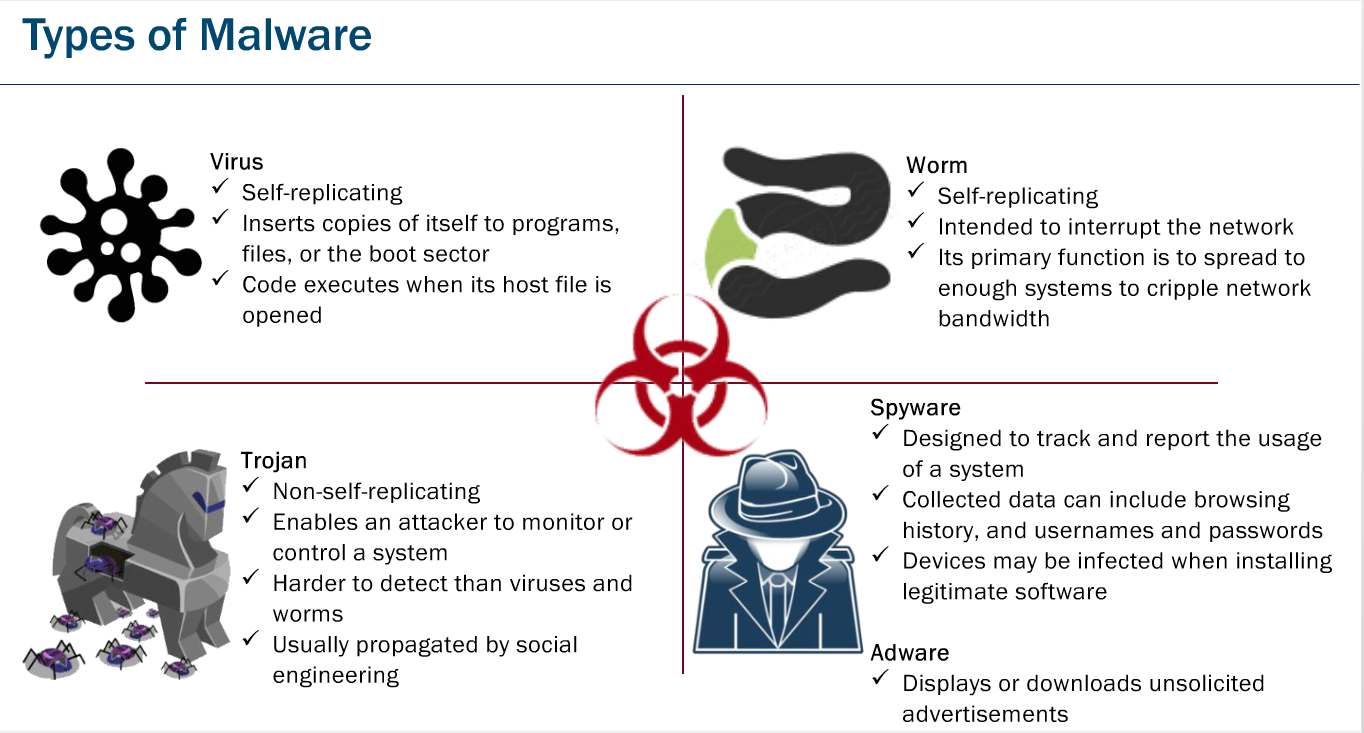 Types of Malware
Virus
✓ Self-replicating
✓ Inserts copies of itself to programs,
files, or the boot sector
✓ Code executes when its host file is
opened
Worm
✓ Self-replicating
✓ Intended to interrupt the network
✓ Its primary function is to spread to
enough systems to cripple network
bandwidth
Trojan
✓ Non-self-replicating
✓ Enables an attacker to monitor or
control a system
✓ Harder to detect than viruses and
worms
✓ Usually propagated by social
engineering
Spyware
✓ Designed to track and report the usage
of a system
✓ Collected data can include browsing
history, and usernames and passwords
✓ Devices may be infected when installing
legitimate software
Adware
✓ Displays or downloads unsolicited
advertisements